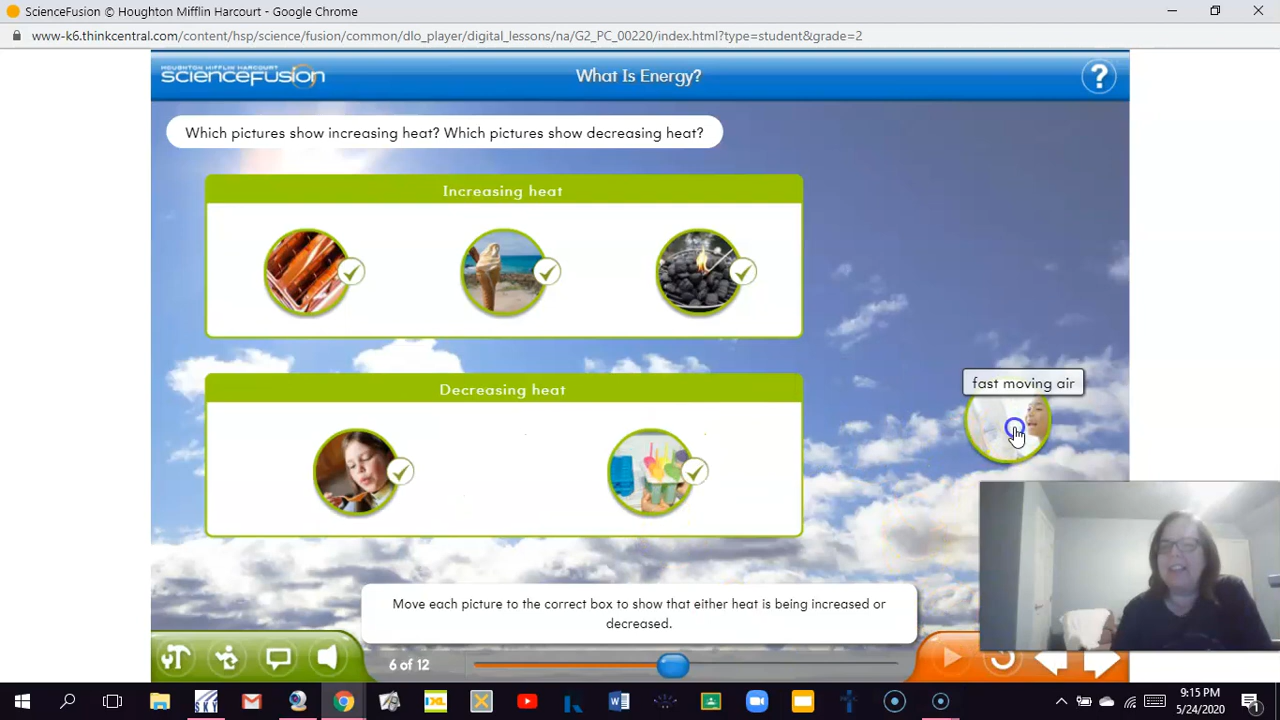 ScienceFusion © Houghton Mifflin Harcourt - Google Chrome
www-k6.thinkcentral.com/content/hsp/science/fusion/common/dlo_player/digital_lessons/na/G2_PC_00220/index.html?type=student&grade=2
HOUGHTON MIFFLIN HARCOURT
SCIENCEFUSION
What Is Energy?
?
Which pictures show increasing heat? Which pictures show decreasing heat?
Increasing heat
Decreasing heat
fast moving air
Move each picture to the correct box to show that either heat is being increased or
decreased.
6 of 12
9:15 PM
5/24/2020